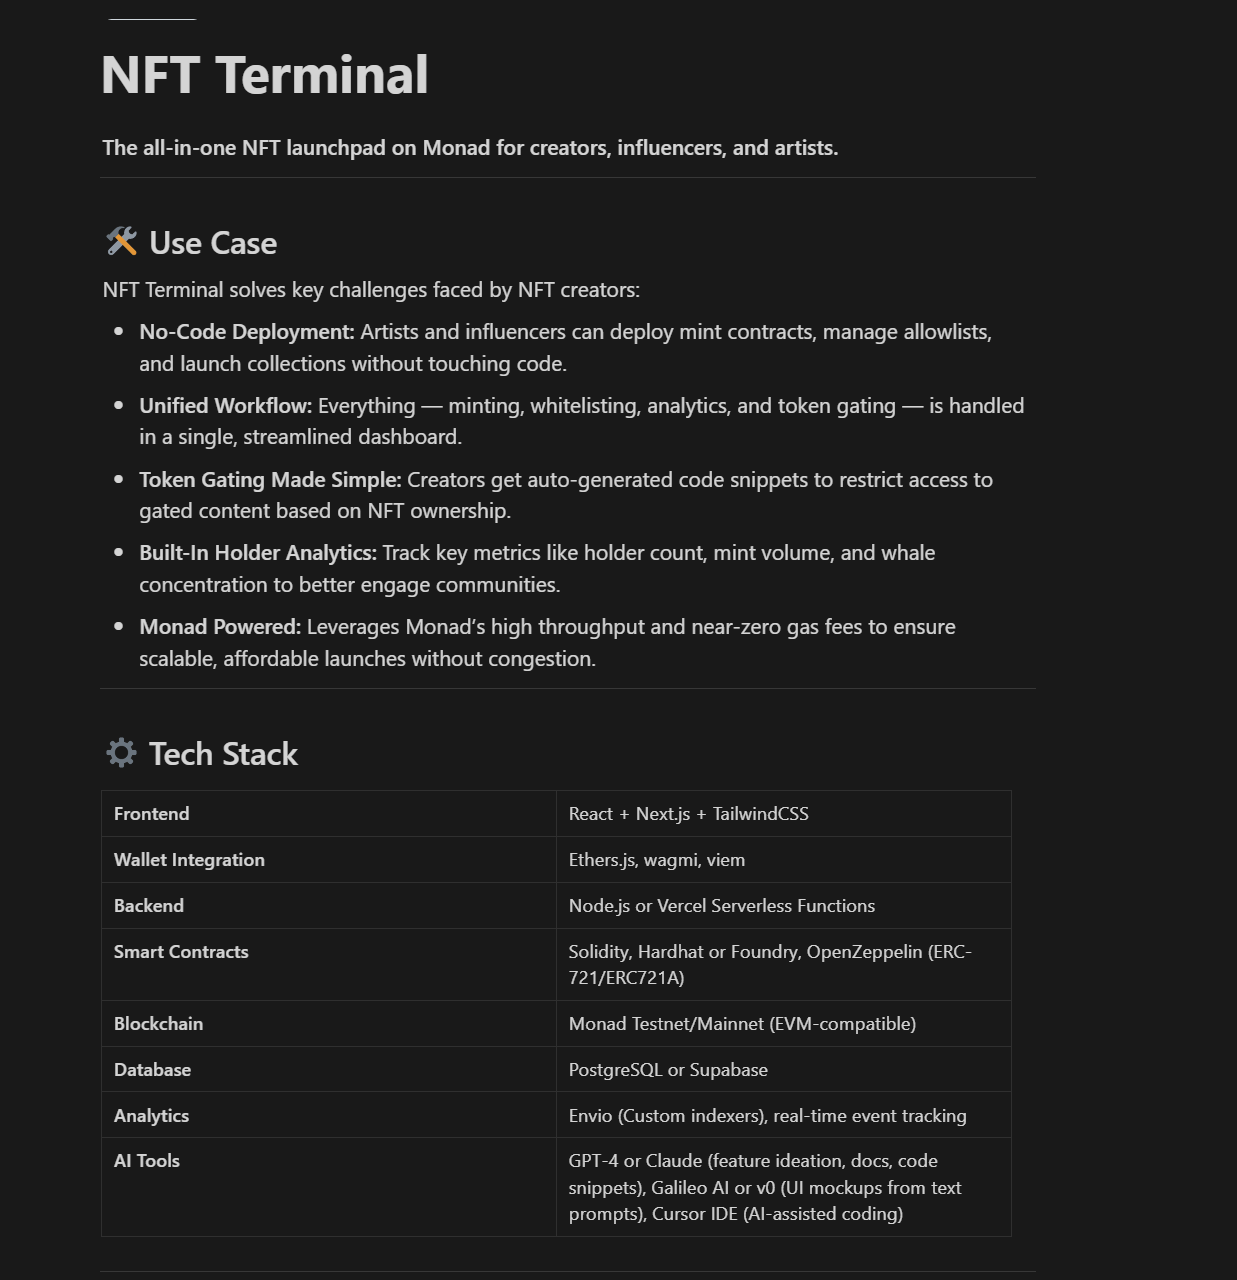 NFT Terminal
The all-in-one NFT launchpad on Monad for creators, influencers, and artists.
Use Case
NFT Terminal solves key challenges faced by NFT creators:
• No-Code Deployment: Artists and influencers can deploy mint contracts, manage allowlists,
and launch collections without touching code.
• Unified Workflow: Everything — minting, whitelisting, analytics, and token gating — is handled
in a single, streamlined dashboard.
• Token Gating Made Simple: Creators get auto-generated code snippets to restrict access to
gated content based on NFT ownership.
• Built-In Holder Analytics: Track key metrics like holder count, mint volume, and whale
concentration to better engage communities.
• Monad Powered: Leverages Monad’s high throughput and near-zero gas fees to ensure
scalable, affordable launches without congestion.
Tech Stack
Frontend
React + Next.js + TailwindCSS
Wallet Integration
Ethers.js, wagmi, viem
Backend
Node.js or Vercel Serverless Functions
Smart Contracts
Solidity, Hardhat or Foundry, OpenZeppelin (ERC-
721/ERC721A)
Blockchain
Monad Testnet/Mainnet (EVM-compatible)
Database
PostgreSQL or Supabase
Analytics
Envio (Custom indexers), real-time event tracking
AI Tools
GPT-4 or Claude (feature ideation, docs, code
snippets), Galileo AI or v0 (UI mockups from text
prompts), Cursor IDE (AI-assisted coding)